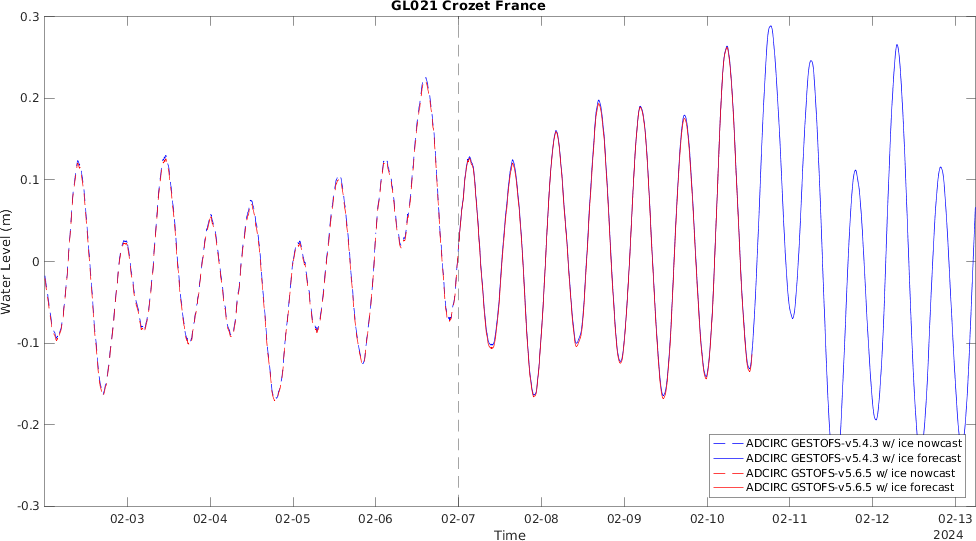 GL021 Crozet France
0.3
0.2
0.1
0
-0.1
-0.2
-0.3
Water Level (m)
ADCIRC GESTOFS-v5.4.3 w/ ice nowcast
ADCIRC GESTOFS-v5.4.3 w/ ice forecast
ADCIRC GSTOFS-v5.6.5 w/ ice nowcast
ADCIRC GSTOFS-v5.6.5 w/ ice forecast
02-03 02-04 02-05 02-06 02-07 02-08 02-09 02-10 02-11 02-12 02-13
Time
2024